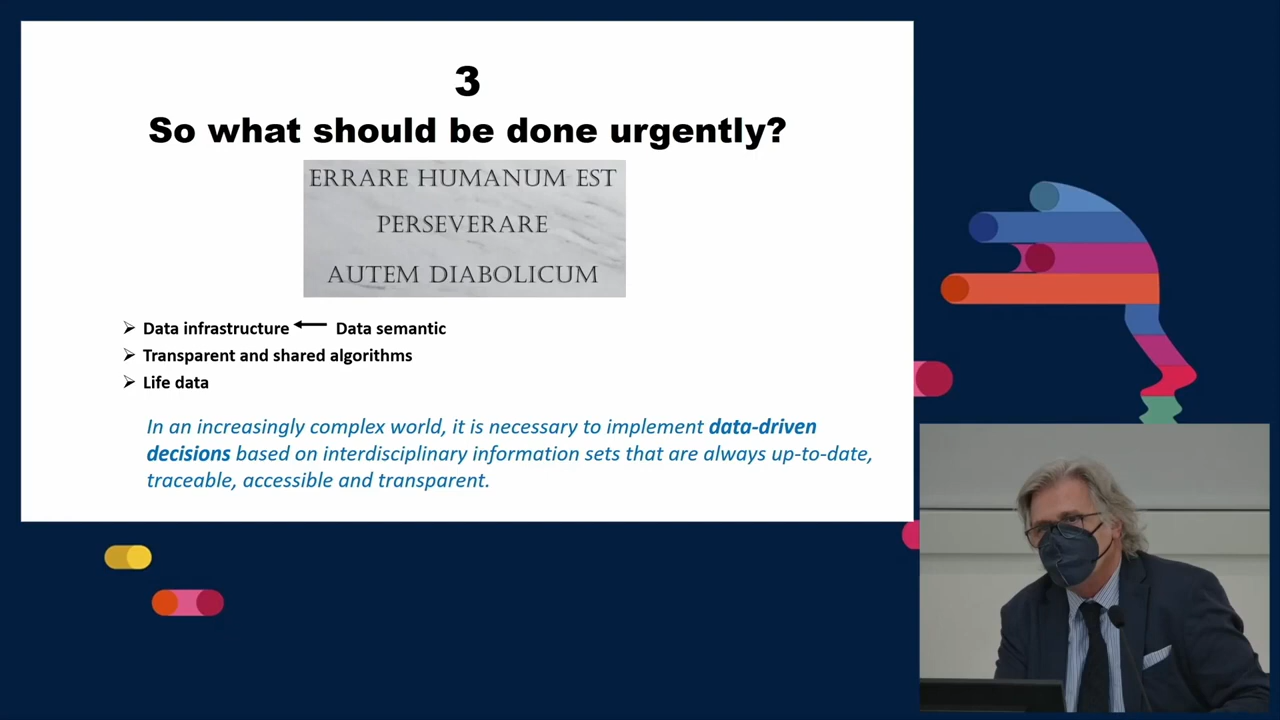 3
So what should be done urgently?
ERRARE HUMANUM EST
PERSEVERARE
AUTEM DIABOLICUM
➢ Data infrastructure ← Data semantic
➢ Transparent and shared algorithms
➢ Life data
In an increasingly complex world, it is necessary to implement data-driven
decisions based on interdisciplinary information sets that are always up-to-date,
traceable, accessible and transparent.